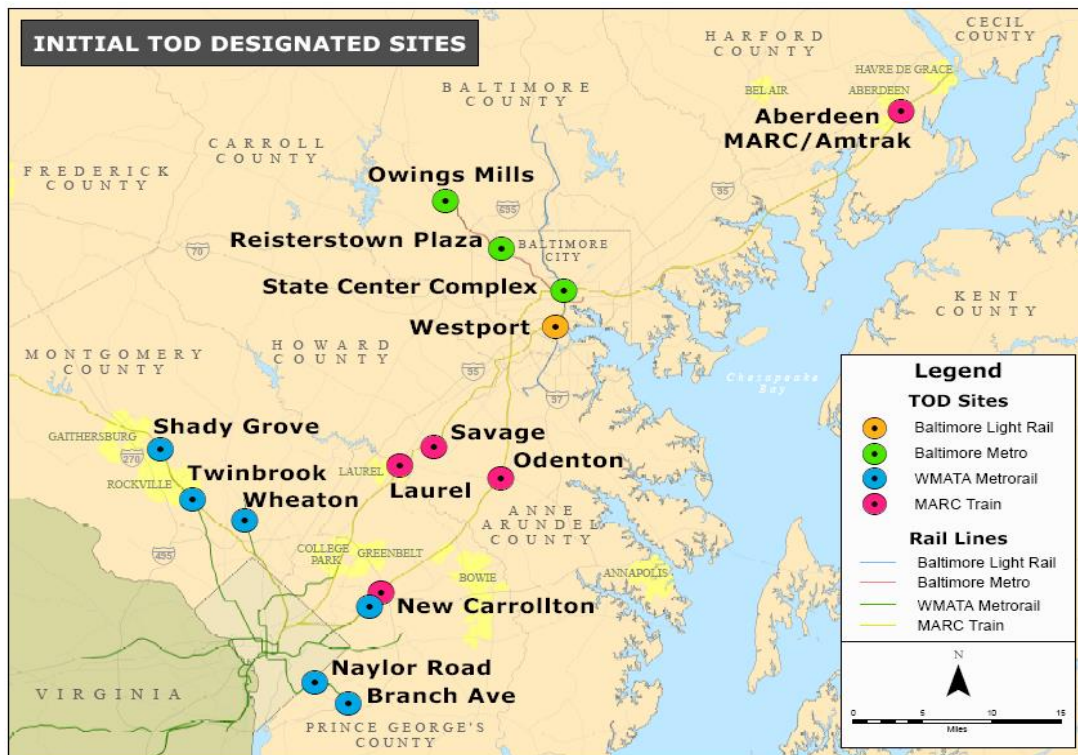 INITIAL TOD DESIGNATED SITES
CECIL
COUNTY
HARFORD
COUNTY
HAVRE DE GRACE
BEL AIR
ABERDEEN
Aberdeen
MARC/Amtrak
BALTIMORE
COUNTY
CARROLL
COUNTY
FREDERICK
COUNTY
Owings Mills
95
695
Reisterstown Plaza
BALTIMORE
CITY
70
State Center Complex
KENT
COUNTY
Westport
HOWARD
COUNTY
MONTGOMERY
COUNTY
95
97
Chesapeake
Bay
Shady Grove
GAITHERSBURG
270
Savage
Odenton
LAUREL
Laurel
Twinbrook
ROCKVILLE
Wheaton
ANNE
ARUNDEL
COUNTY
495
COLLEGE
PARK
GREENBELT
BOWIE
ANNAPOLIS
New Carrollton
Naylor Road
Branch Ave
VIRGINIA
PRINCE GEORGE'S
COUNTY
Legend
TOD Sites
Baltimore Light Rail
Baltimore Metro
WMATA Metrorail
MARC Train
Rail Lines
Baltimore Light Rail
Baltimore Metro
WMATA Metrorail
MARC Train
N
0 5 10 15
Miles